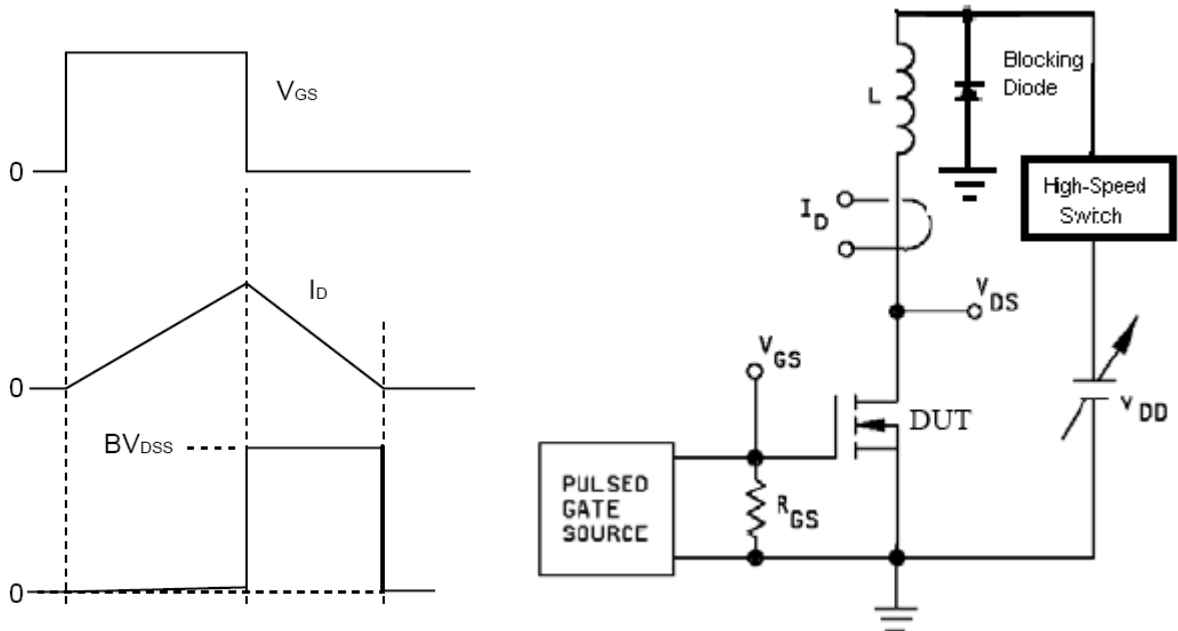 VGS
0
ID
0
BVDSS
0
L
Blocking
Diode
High-Speed
Switch
ID
VDS
VGS
DUT
VDD
PULSED
GATE
SOURCE
RGS